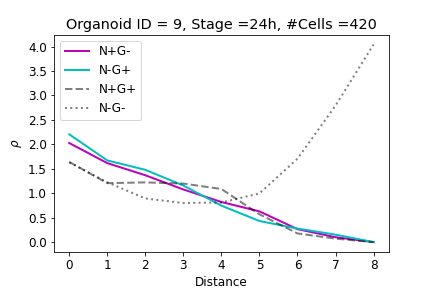 Organoid ID = 9, Stage =24h, #Cells =420
N+G-
N-G+
N+G+
N-G-
4.0
3.5
3.0
2.5
2.0
1.5
1.0
0.5
0.0
ρ
0 1 2 3 4 5 6 7 8
Distance